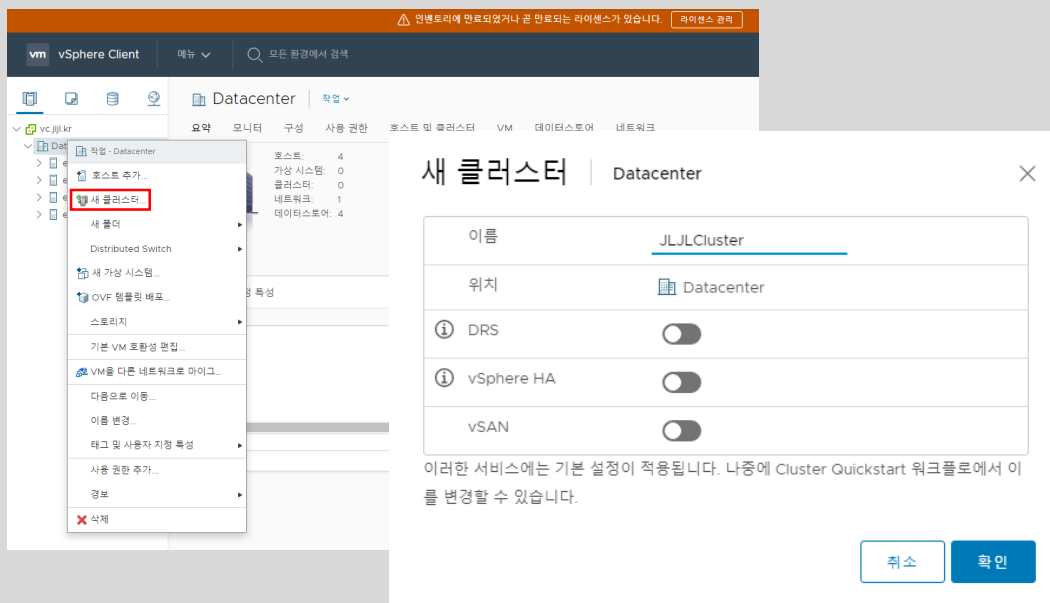 인벤토리에 만료되었거나 곧 만료되는 라이센스가 있습니다. 라이센스 관리
vm vSphere Client 메뉴 모든 환경에서 검색
Datacenter 작업
vc.jljl.kr
요약 모니터 구성 사용 권한 호스트 및 클러스터 VM 데이터스토어 네트워크
Dat
작업 - Datacenter
호스트 추가...
새 클러스터...
새 폴더
Distributed Switch
새 가상 시스템...
OVF 템플릿 배포...
스토리지
기본 VM 호환성 편집...
VM을 다른 네트워크로 마이그...
다음으로 이동...
이름 변경...
태그 및 사용자 지정 특성
사용 권한 추가...
경보
삭제
호스트: 4
가상 시스템: 0
클러스터: 0
네트워크: 1
데이터스토어: 4
정 특성
새 클러스터 Datacenter
이름 JLJLCluster
위치 Datacenter
DRS
vSphere HA
vSAN
이러한 서비스에는 기본 설정이 적용됩니다. 나중에 Cluster Quickstart 워크플로에서 이
를 변경할 수 있습니다.
취소 확인